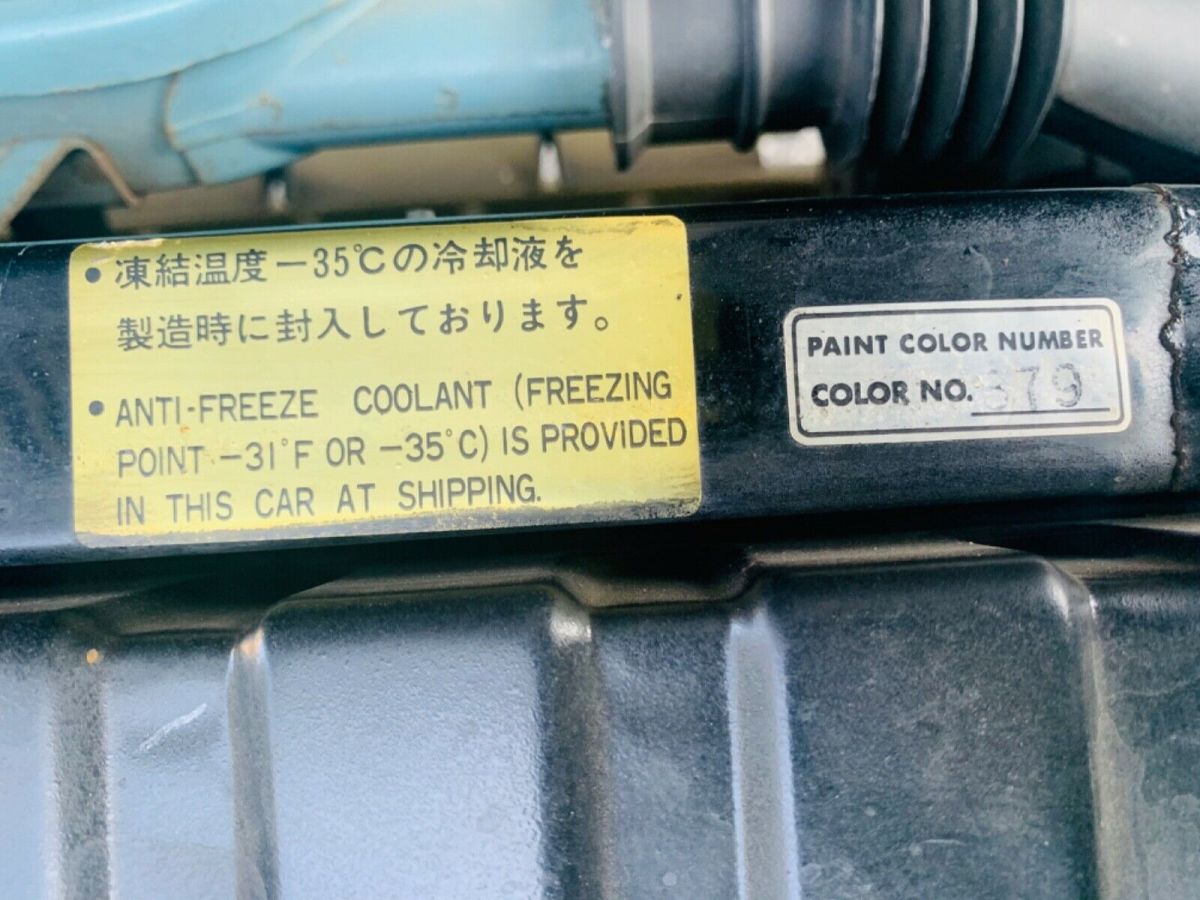 • 凍結温度−35℃の冷却液を
製造時に封入しております。
• ANTI-FREEZE COOLANT (FREEZING
POINT −31°F OR −35°C) IS PROVIDED
IN THIS CAR AT SHIPPING.
PAINT COLOR NUMBER
COLOR NO.